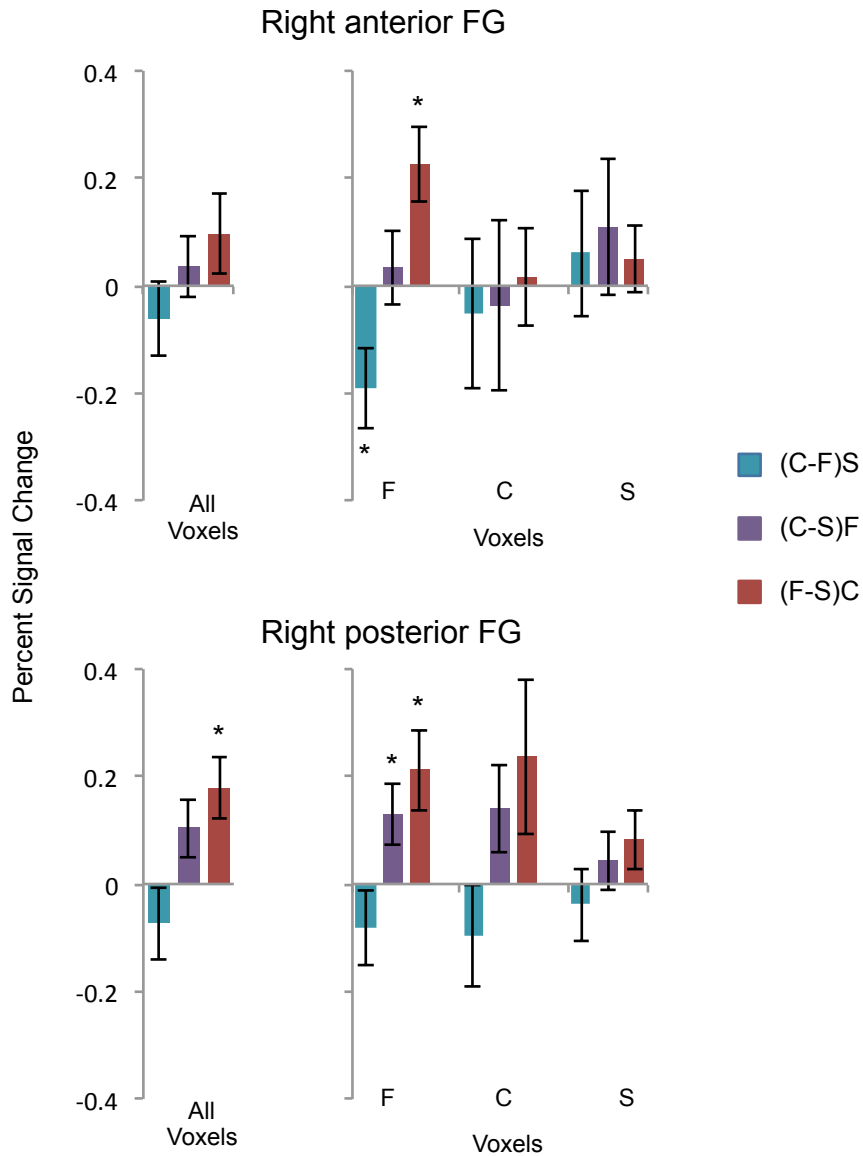 Right anterior FG
0.4
0.2
0
-0.2
-0.4
*
*
All
Voxels
F C S
Voxels
Percent Signal Change
(C-F)S
(C-S)F
(F-S)C
Right posterior FG
0.4
0.2
0
-0.2
-0.4
*
*
*
All
Voxels
F C S
Voxels